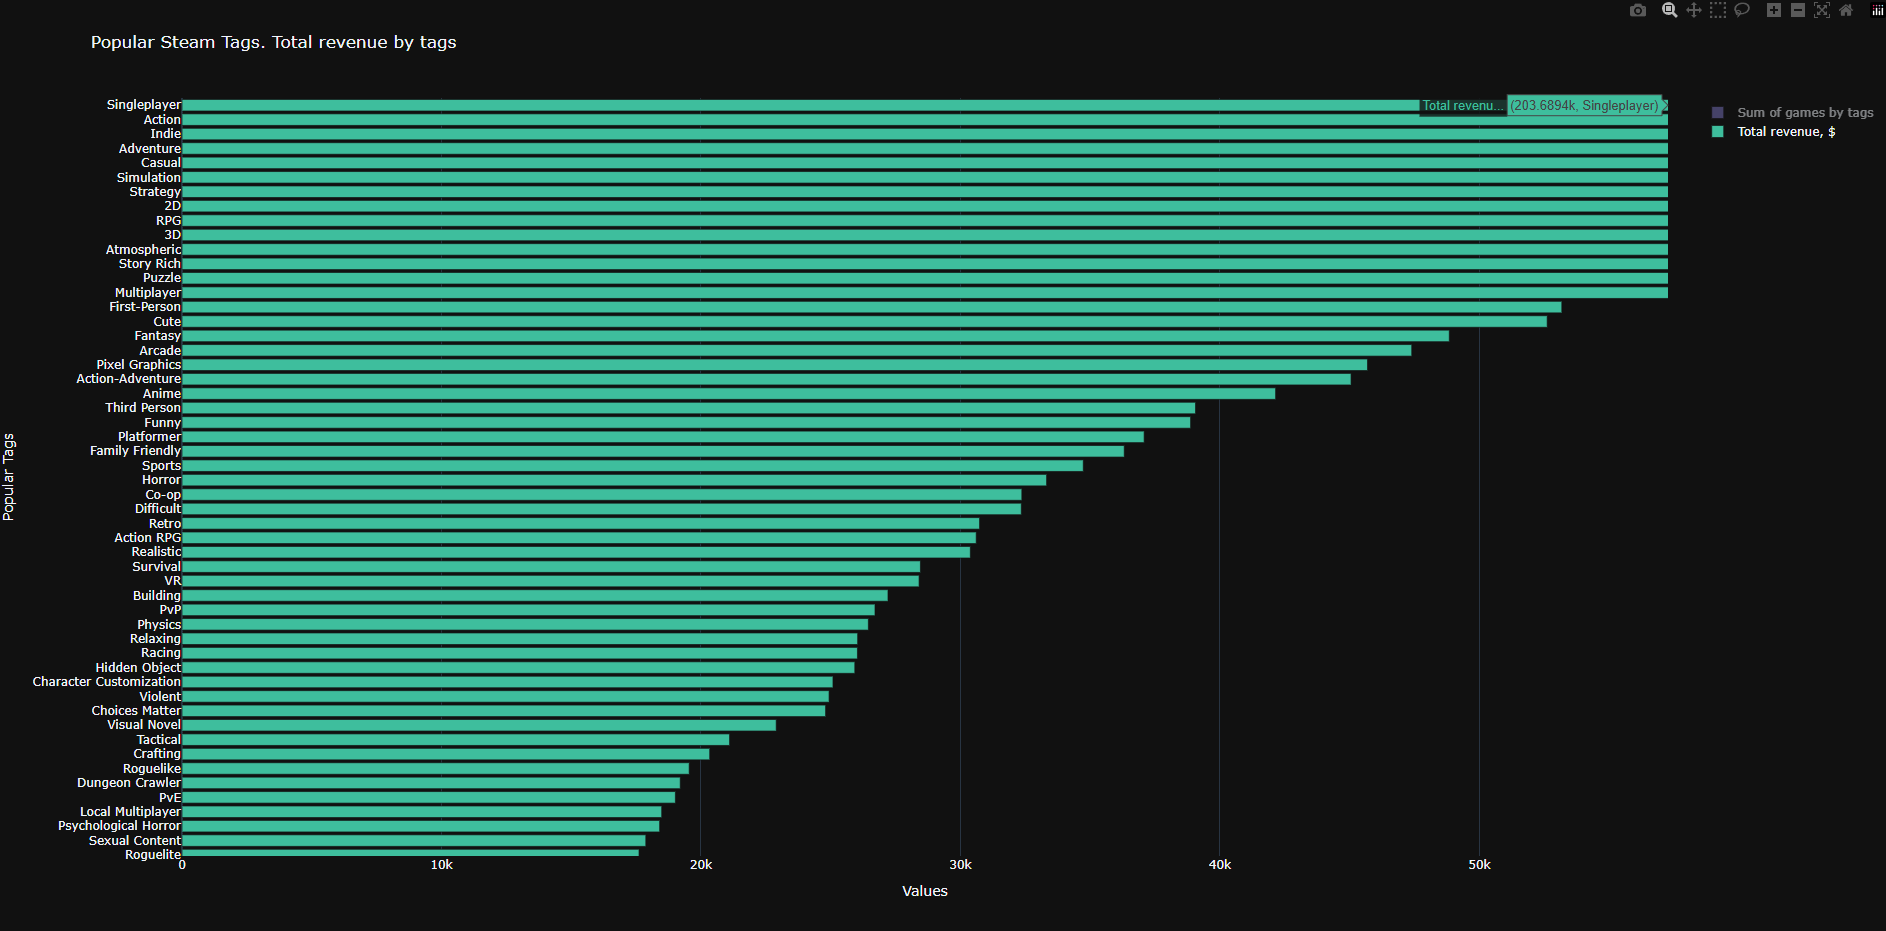 Popular Steam Tags. Total revenue by tags
Singleplayer
Total revenu... (203.6894k, Singleplayer)
Sum of games by tags
Total revenue, $
Action
Indie
Adventure
Casual
Simulation
Strategy
2D
RPG
3D
Atmospheric
Story Rich
Puzzle
Multiplayer
First-Person
Cute
Fantasy
Arcade
Pixel Graphics
Action-Adventure
Anime
Third Person
Funny
Platformer
Family Friendly
Sports
Horror
Co-op
Difficult
Retro
Action RPG
Realistic
Survival
VR
Building
PvP
Physics
Relaxing
Racing
Hidden Object
Character Customization
Violent
Choices Matter
Visual Novel
Tactical
Crafting
Roguelike
Dungeon Crawler
PvE
Local Multiplayer
Psychological Horror
Sexual Content
Roguelite
Popular Tags
0 10k 20k 30k 40k 50k
Values